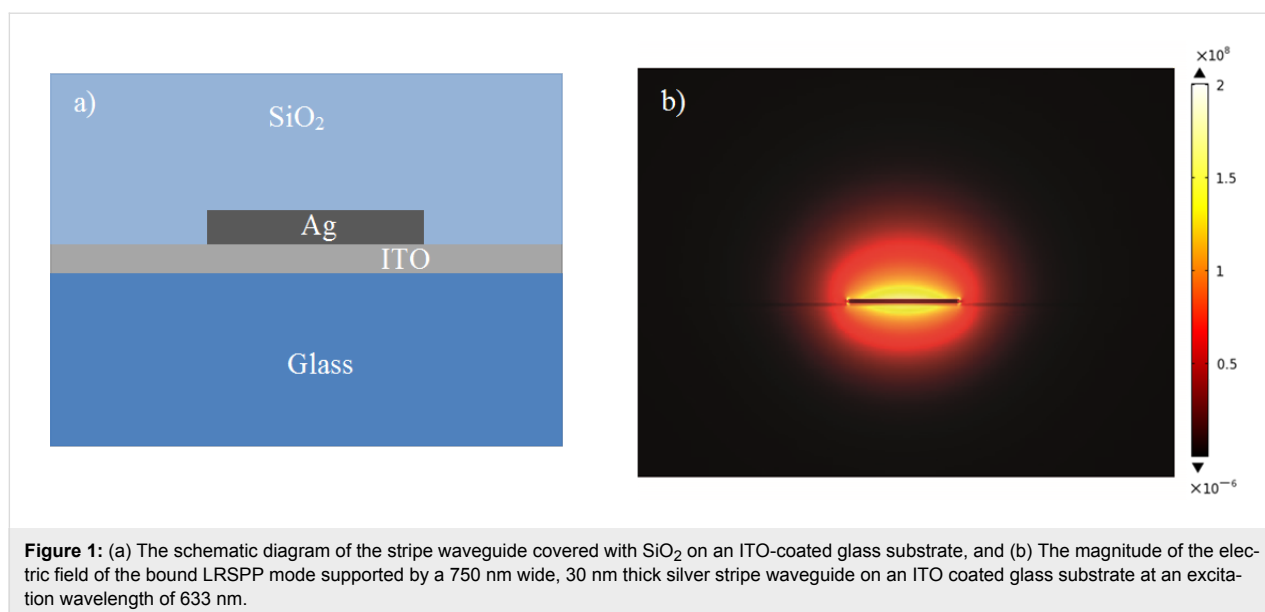 a)
SiO₂
Ag
ITO
Glass
b)
×10⁸
2
1.5
1
0.5
×10⁻⁶
Figure 1: (a) The schematic diagram of the stripe waveguide covered with SiO₂ on an ITO-coated glass substrate, and (b) The magnitude of the elec-
tric field of the bound LRSPP mode supported by a 750 nm wide, 30 nm thick silver stripe waveguide on an ITO coated glass substrate at an excita-
tion wavelength of 633 nm.